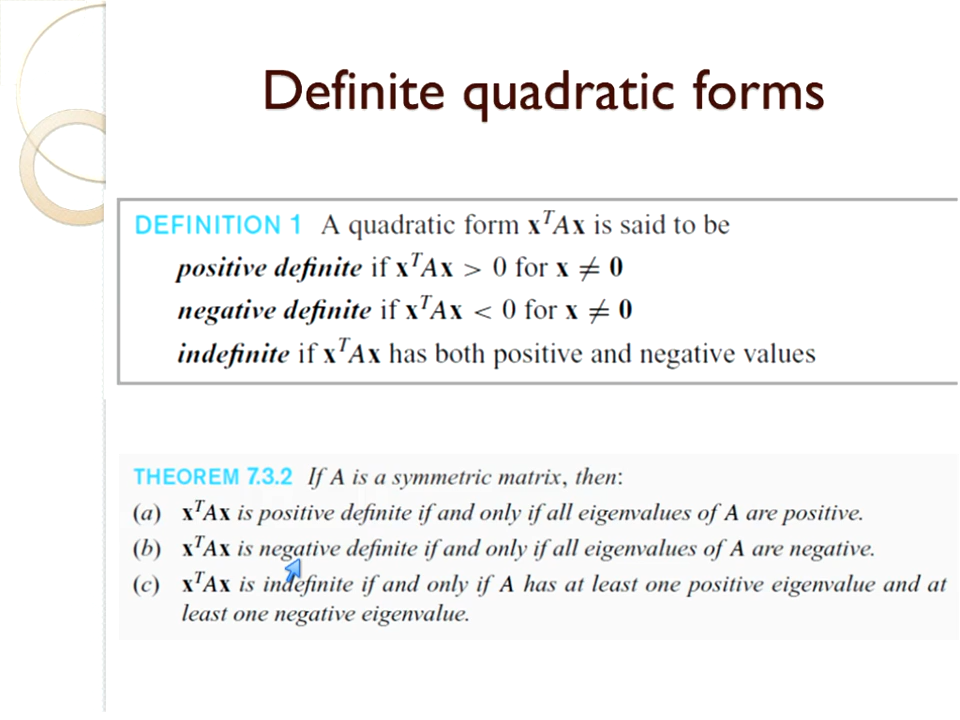 Definite quadratic forms
DEFINITION 1 A quadratic form xᵀAx is said to be
positive definite if xᵀAx > 0 for x ≠ 0
negative definite if xᵀAx < 0 for x ≠ 0
indefinite if xᵀAx has both positive and negative values
THEOREM 7.3.2 If A is a symmetric matrix, then:
(a) xᵀAx is positive definite if and only if all eigenvalues of A are positive.
(b) xᵀAx is negative definite if and only if all eigenvalues of A are negative.
(c) xᵀAx is indefinite if and only if A has at least one positive eigenvalue and at
least one negative eigenvalue.